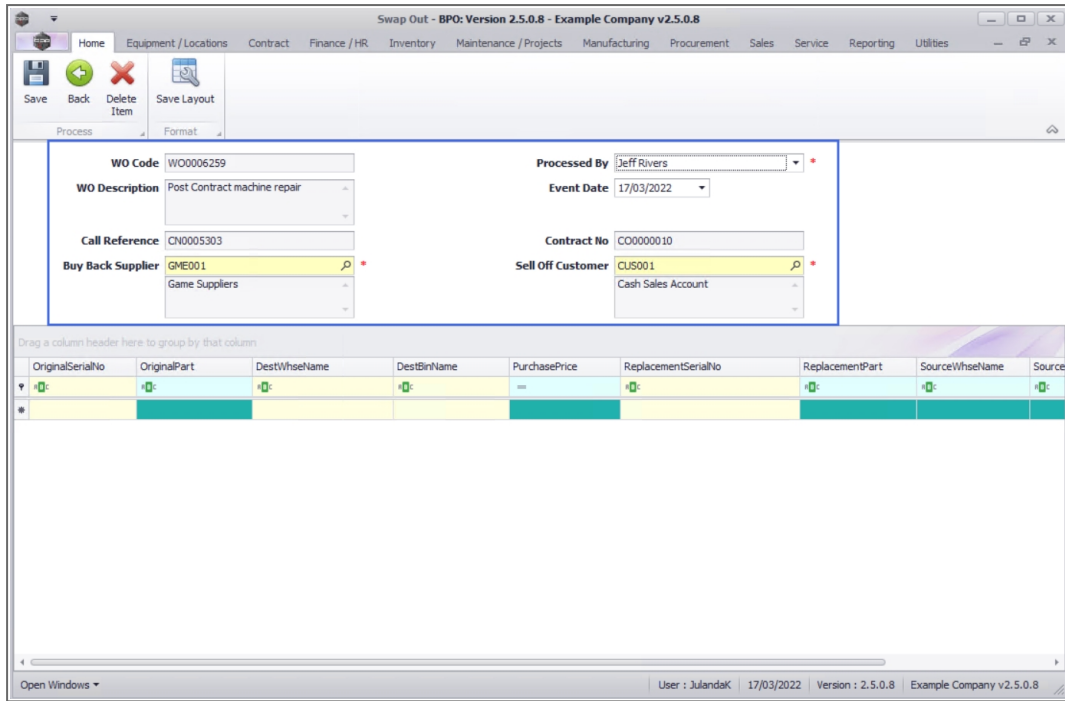 Swap Out - BPO: Version 2.5.0.8 - Example Company v2.5.0.8
Home Equipment / Locations Contract Finance / HR Inventory Maintenance / Projects Manufacturing Procurement Sales Service Reporting Utilities
Save Back Delete Item Save Layout
Process Format
WO Code WO0006259 Processed By Jeff Rivers *
WO Description Post Contract machine repair Event Date 17/03/2022
Call Reference CN0005303 Contract No CO0000010
Buy Back Supplier GME001 * Sell Off Customer CUS001 *
Game Suppliers Cash Sales Account
Drag a column header here to group by that column
OriginalSerialNo OriginalPart DestWhseName DestBinName PurchasePrice ReplacementSerialNo ReplacementPart SourceWhseName Source
Open Windows User : JulandaK 17/03/2022 Version : 2.5.0.8 Example Company v2.5.0.8